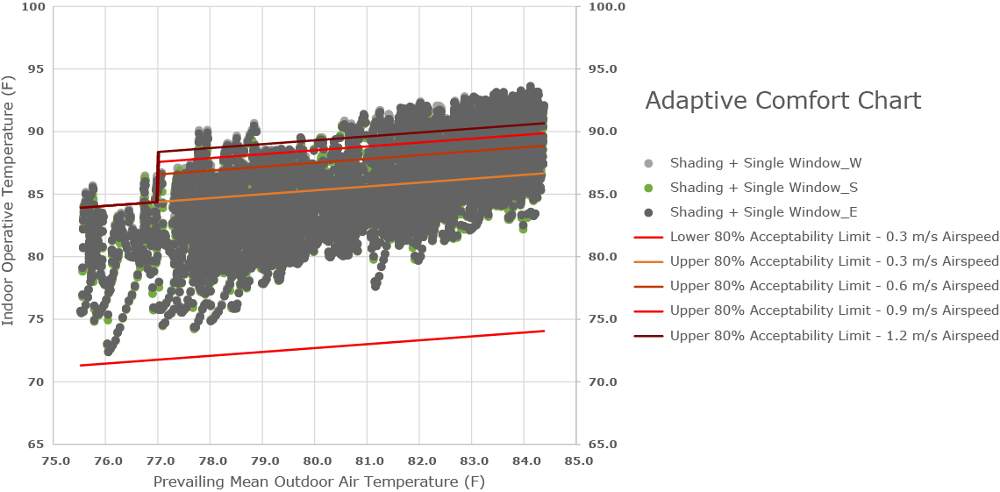 100
95
90
85
80
75
70
65
100.0
95.0
90.0
85.0
80.0
75.0
70.0
65.0
75.0 76.0 77.0 78.0 79.0 80.0 81.0 82.0 83.0 84.0 85.0
Indoor Operative Temperature (F)
Prevailing Mean Outdoor Air Temperature (F)
Adaptive Comfort Chart
Shading + Single Window_W
Shading + Single Window_S
Shading + Single Window_E
Lower 80% Acceptability Limit - 0.3 m/s Airspeed
Upper 80% Acceptability Limit - 0.3 m/s Airspeed
Upper 80% Acceptability Limit - 0.6 m/s Airspeed
Upper 80% Acceptability Limit - 0.9 m/s Airspeed
Upper 80% Acceptability Limit - 1.2 m/s Airspeed